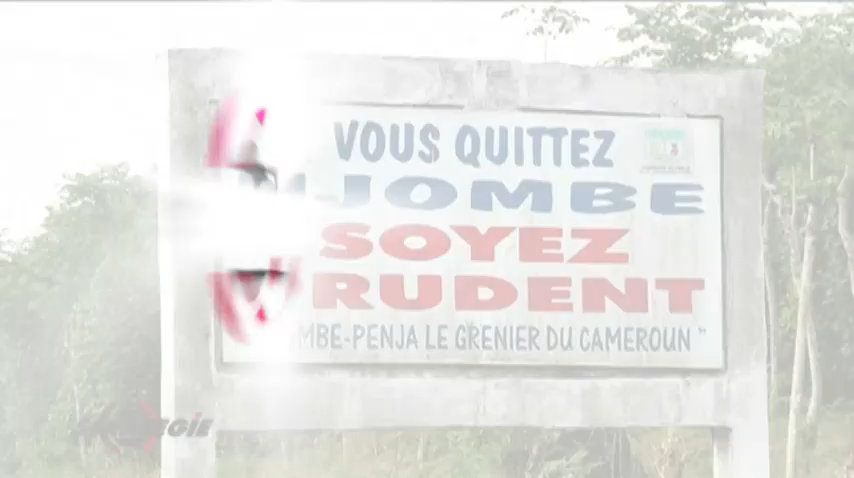 VOUS QUITTEZ
JOMBE
SOYEZ
RUDENT
MBE-PENJA LE GRENIER DU CAMEROUN "